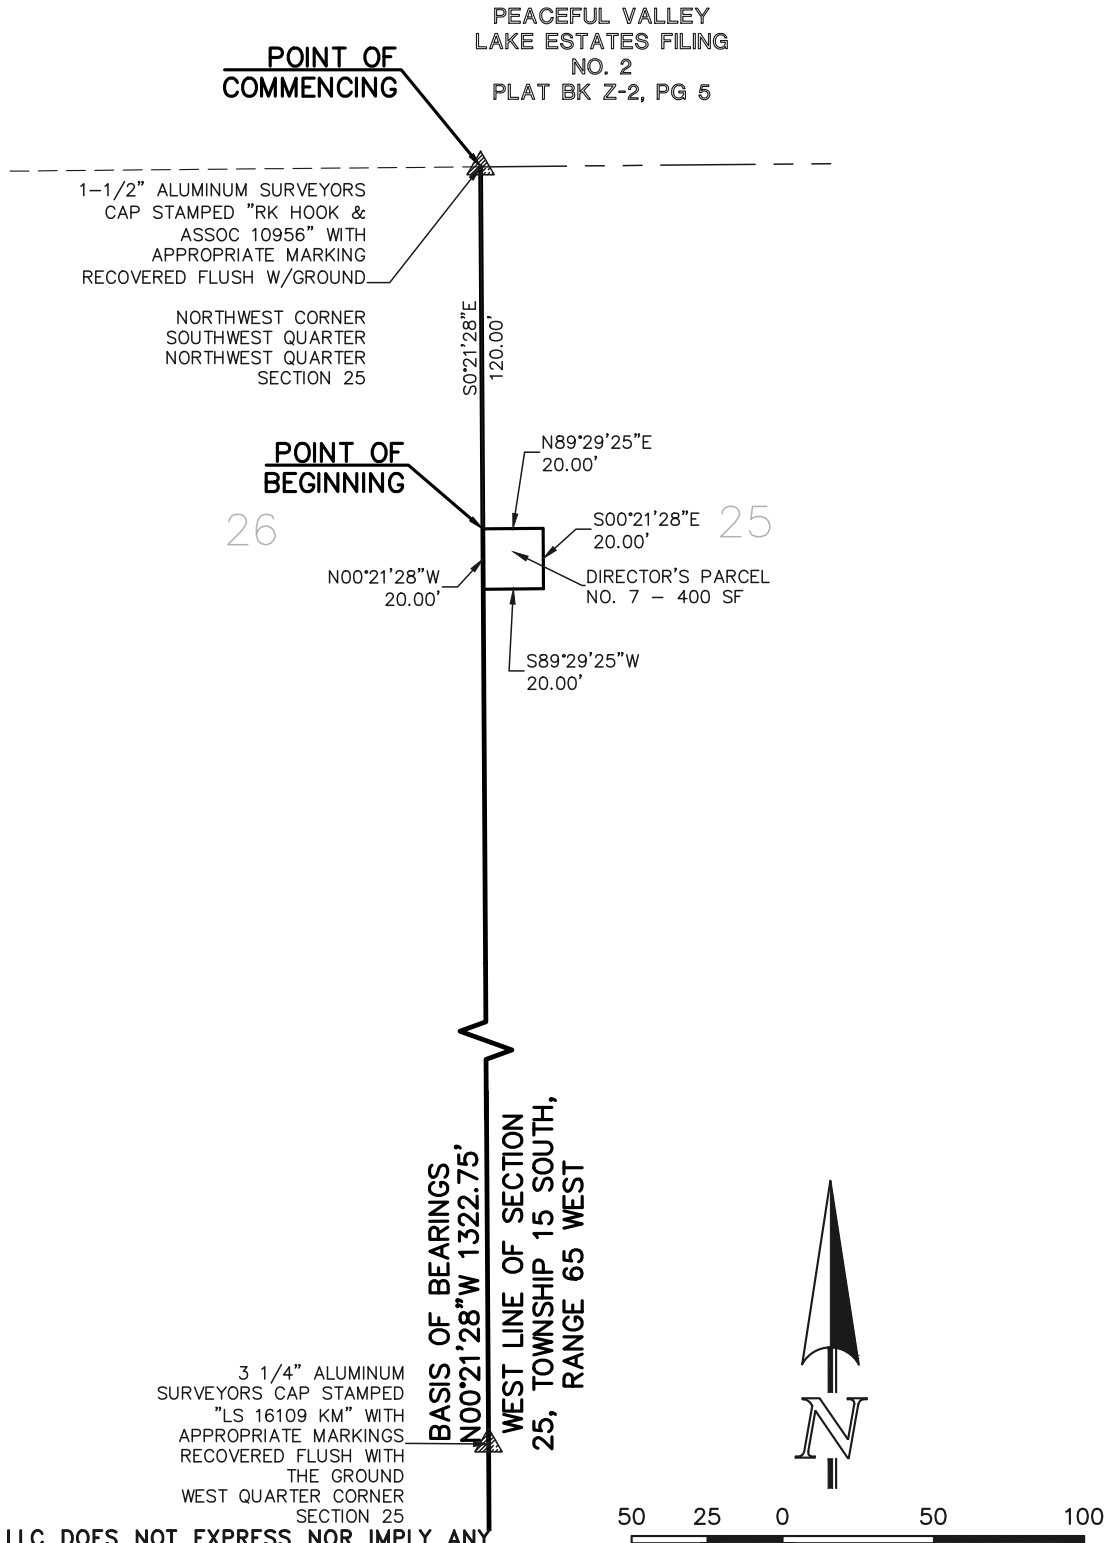 PEACEFUL VALLEY
LAKE ESTATES FILING
NO. 2
PLAT BK Z-2, PG 5
POINT OF
COMMENCING
1-1/2" ALUMINUM SURVEYORS
CAP STAMPED "RK HOOK &
ASSOC 10956" WITH
APPROPRIATE MARKING
RECOVERED FLUSH W/GROUND
NORTHWEST CORNER
SOUTHWEST QUARTER
NORTHWEST QUARTER
SECTION 25
S0°21'28"E
120.00'
POINT OF
BEGINNING
N89°29'25"E
20.00'
26
S00°21'28"E
20.00'
25
N00°21'28"W
20.00'
DIRECTOR'S PARCEL
NO. 7 - 400 SF
S89°29'25"W
20.00'
BASIS OF BEARINGS
N00°21'28"W 1322.75'
WEST LINE OF SECTION
25, TOWNSHIP 15 SOUTH,
RANGE 65 WEST
3 1/4" ALUMINUM
SURVEYORS CAP STAMPED
"LS 16109 KM" WITH
APPROPRIATE MARKINGS
RECOVERED FLUSH WITH
THE GROUND
WEST QUARTER CORNER
SECTION 25
N
LLC DOES NOT EXPRESS NOR IMPLY ANY
50 25 0 50 100